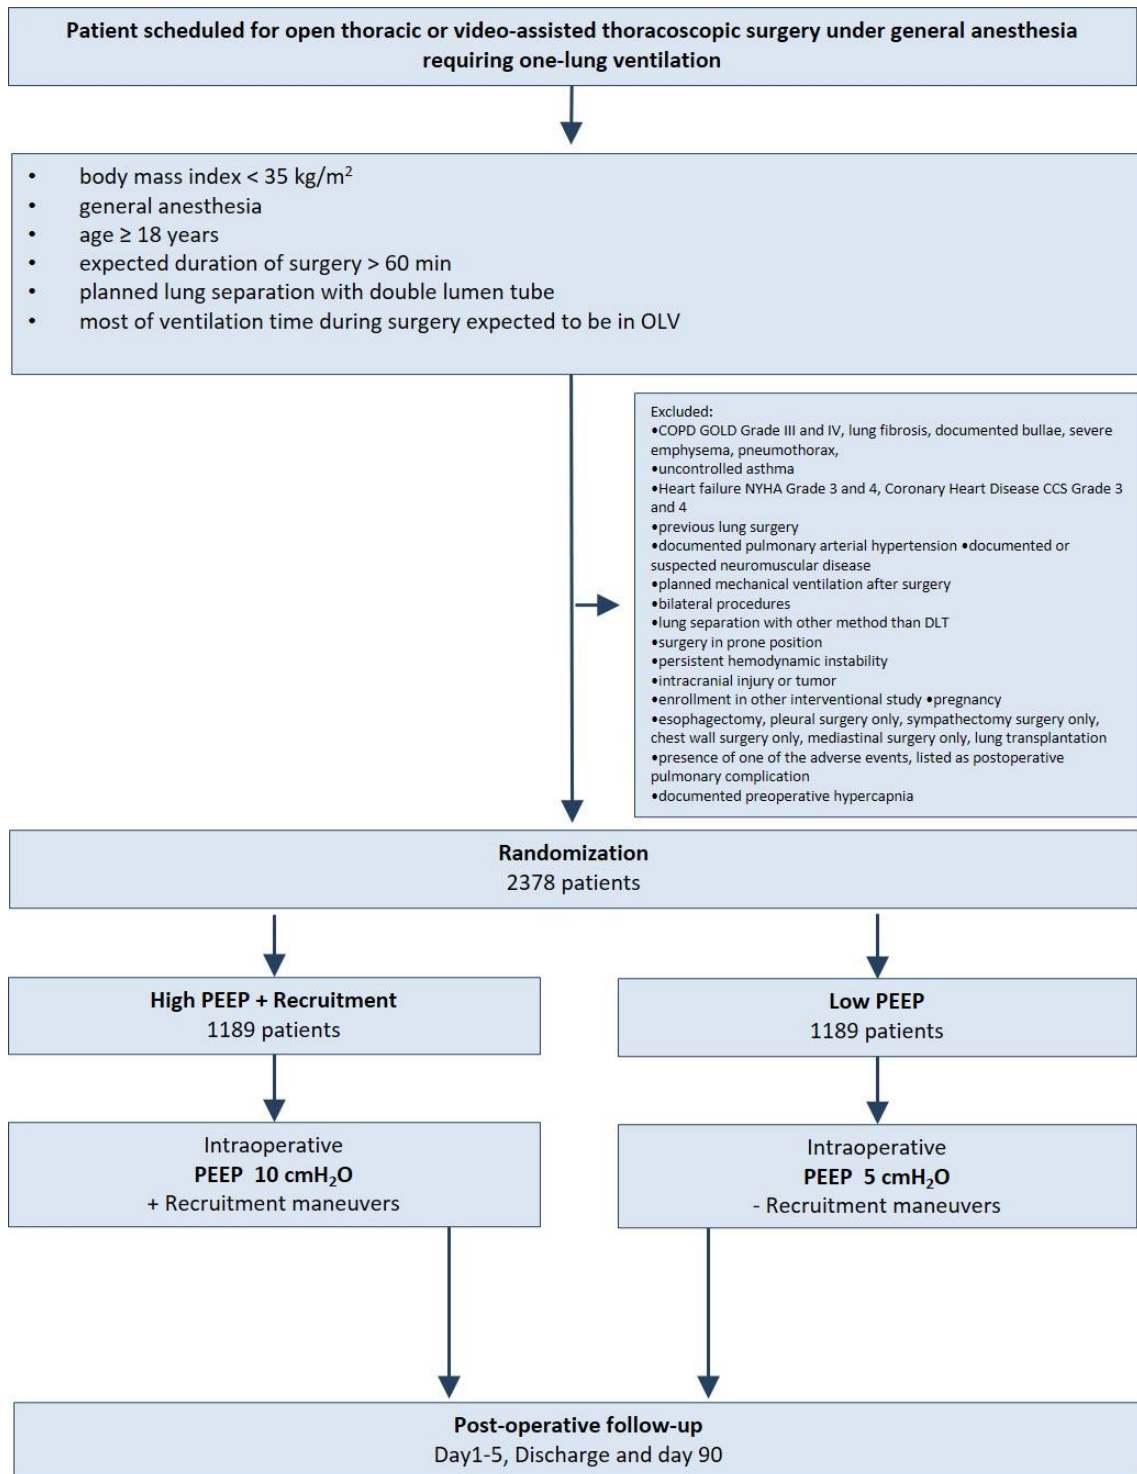 Patient scheduled for open thoracic or video-assisted thoracoscopic surgery under general anesthesia
requiring one-lung ventilation
• body mass index < 35 kg/m²
• general anesthesia
• age ≥ 18 years
• expected duration of surgery > 60 min
• planned lung separation with double lumen tube
• most of ventilation time during surgery expected to be in OLV
Excluded:
•COPD GOLD Grade III and IV, lung fibrosis, documented bullae, severe
emphysema, pneumothorax,
•uncontrolled asthma
•Heart failure NYHA Grade 3 and 4, Coronary Heart Disease CCS Grade 3
and 4
•previous lung surgery
•documented pulmonary arterial hypertension •documented or
suspected neuromuscular disease
•planned mechanical ventilation after surgery
•bilateral procedures
•lung separation with other method than DLT
•surgery in prone position
•persistent hemodynamic instability
•intracranial injury or tumor
•enrollment in other interventional study •pregnancy
•esophagectomy, pleural surgery only, sympathectomy surgery only,
chest wall surgery only, mediastinal surgery only, lung transplantation
•presence of one of the adverse events, listed as postoperative
pulmonary complication
•documented preoperative hypercapnia
Randomization
2378 patients
High PEEP + Recruitment
1189 patients
Low PEEP
1189 patients
Intraoperative
PEEP 10 cmH₂O
+ Recruitment maneuvers
Intraoperative
PEEP 5 cmH₂O
- Recruitment maneuvers
Post-operative follow-up
Day1-5, Discharge and day 90